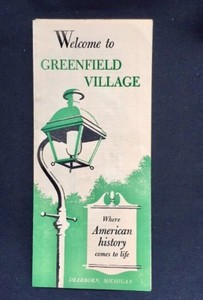 Welcome to
GREENFIELD
VILLAGE
Where
American
history
comes to life
DEARBORN, MICHIGAN